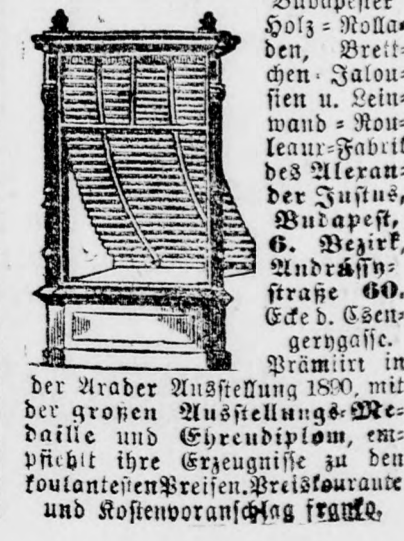 Budapester
Holz-Rolla-
den, Brett-
chen-Jalou-
sien u. Lein-
wand-Rou-
leaux-Fabrik
des Alexan-
der Justus,
Budapest,
6. Bezirk,
Andrássy-
straße 60.
Ecke d. Csen-
gerygasse.
Prämiirt in
der Arader Ausstellung 1890, mit
der großen Ausstellungs-Me-
daille und Ehrendiplom, em-
pfiehlt ihre Erzeugnisse zu den
koulantesten Preisen. Preiskourante
und Kostenvoranschlag franko.